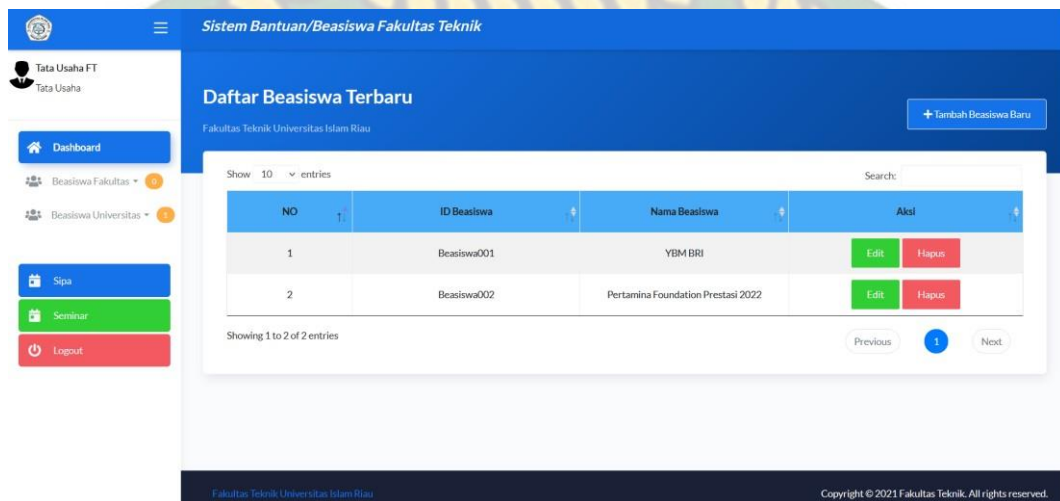 Sistem Bantuan/Beasiswa Fakultas Teknik
Tata Usaha FT
Tata Usaha
Dashboard
Beasiswa Fakultas 0
Beasiswa Universitas 1
Sipa
Seminar
Logout
Daftar Beasiswa Terbaru
Fakultas Teknik Universitas Islam Riau
+ Tambah Beasiswa Baru
Show 10 entries
Search:
NO ID Beasiswa Nama Beasiswa Aksi
1 Beasiswa001 YBM BRI Edit Hapus
2 Beasiswa002 Pertamina Foundation Prestasi 2022 Edit Hapus
Showing 1 to 2 of 2 entries
Previous 1 Next
Fakultas Teknik Universitas Islam Riau
Copyright © 2021 Fakultas Teknik. All rights reserved.